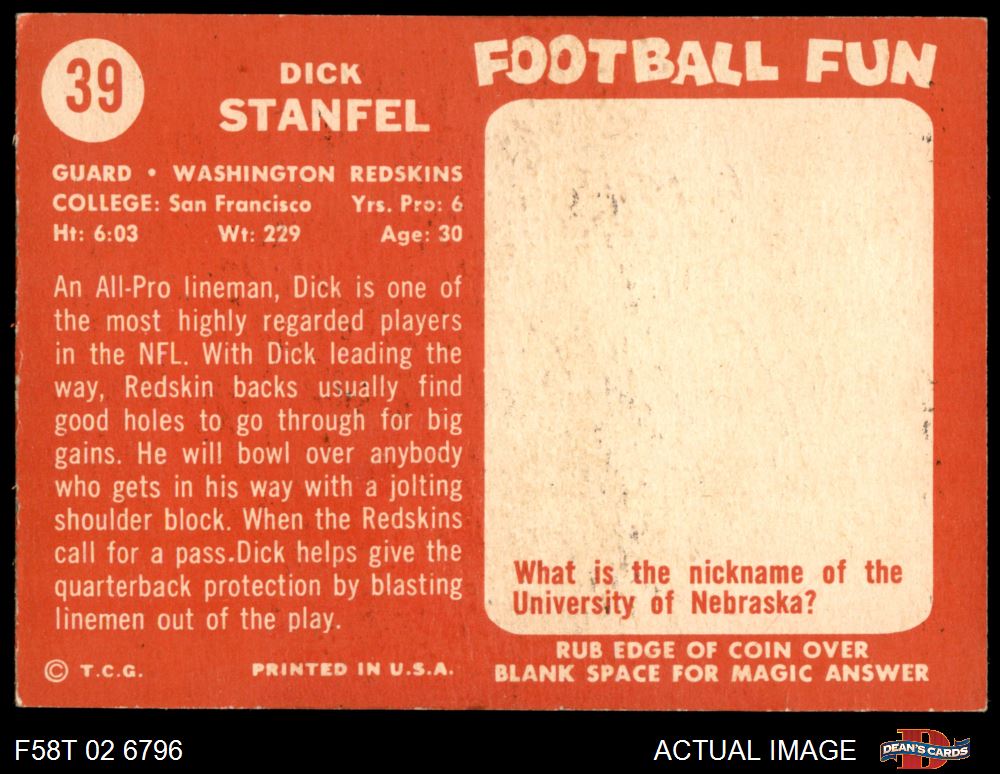 39
DICK
STANFEL
GUARD • WASHINGTON REDSKINS
COLLEGE: San Francisco Yrs. Pro: 6
Ht: 6:03 Wt: 229 Age: 30
An All-Pro lineman, Dick is one of
the most highly regarded players
in the NFL. With Dick leading the
way, Redskin backs usually find
good holes to go through for big
gains. He will bowl over anybody
who gets in his way with a jolting
shoulder block. When the Redskins
call for a pass.Dick helps give the
quarterback protection by blasting
linemen out of the play.
© T.C.G. PRINTED IN U.S.A.
FOOTBALL FUN
What is the nickname of the
University of Nebraska?
RUB EDGE OF COIN OVER
BLANK SPACE FOR MAGIC ANSWER
F58T 02 6796
ACTUAL IMAGE
D
DEAN'S CARDS